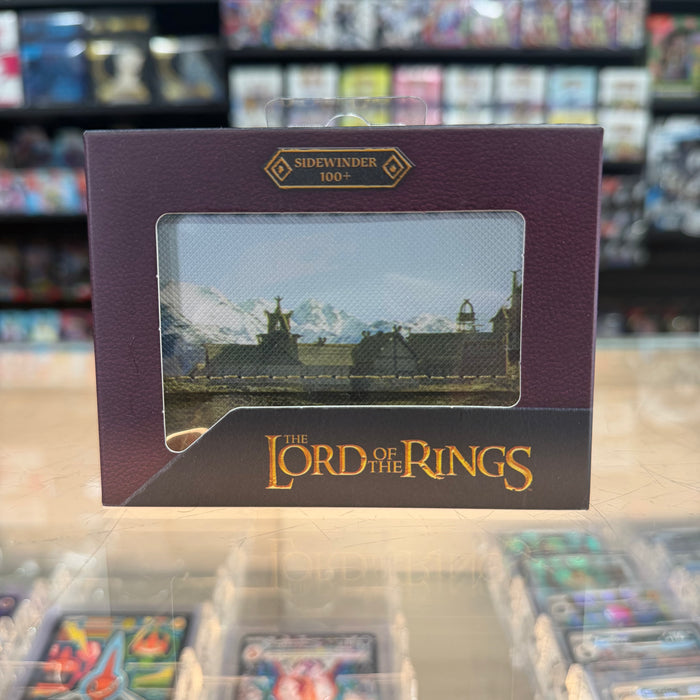 SIDEWINDER
100+
THE
LORD OF THE RINGS